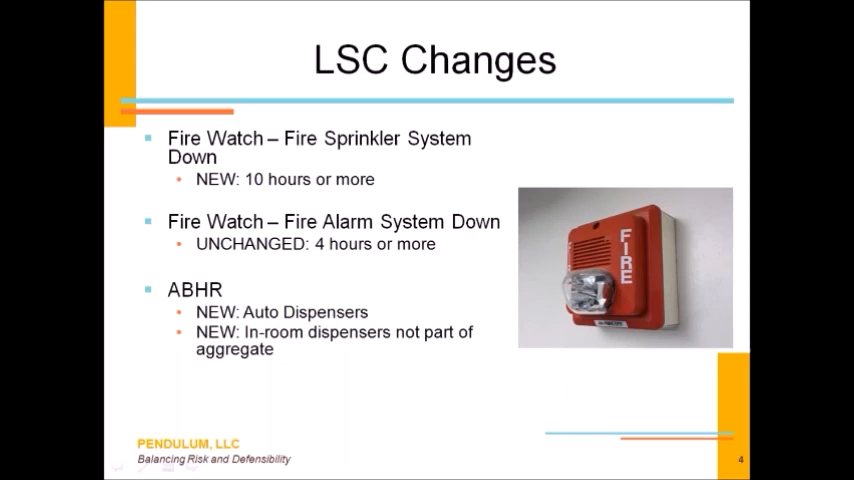 LSC Changes
Fire Watch – Fire Sprinkler System
Down
NEW: 10 hours or more
Fire Watch – Fire Alarm System Down
UNCHANGED: 4 hours or more
ABHR
NEW: Auto Dispensers
NEW: In-room dispensers not part of
aggregate
FIRE
PENDULUM, LLC
Balancing Risk and Defensibility
4